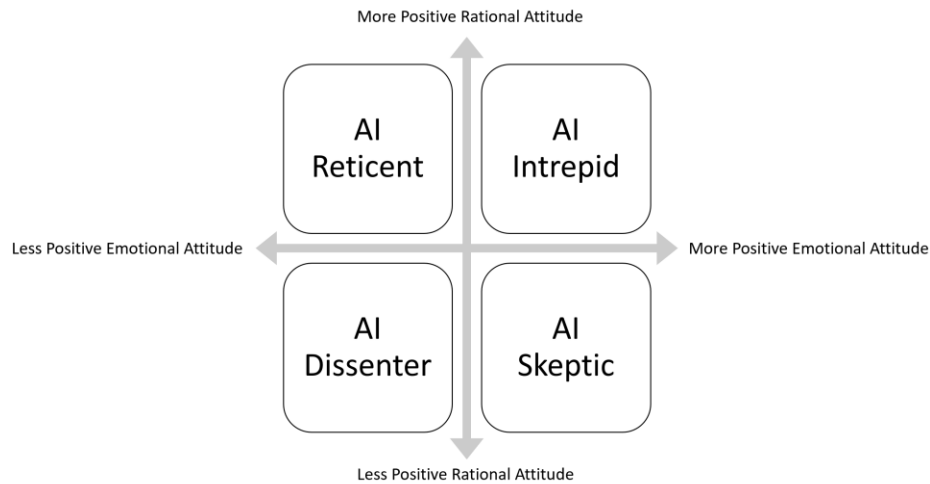 More Positive Rational Attitude
AI
Reticent
AI
Intrepid
Less Positive Emotional Attitude
More Positive Emotional Attitude
AI
Dissenter
AI
Skeptic
Less Positive Rational Attitude